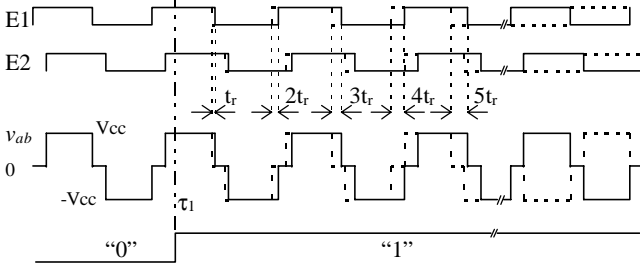 E1
E2
tr 2tr 3tr 4tr 5tr
vab
Vcc
0
-Vcc
τ1
“0” “1”